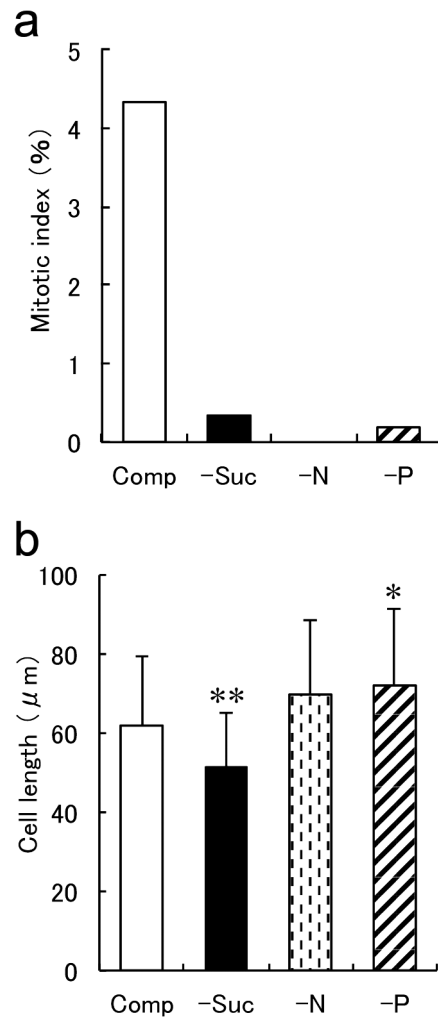 a
Mitotic index (%)
5
4
3
2
1
0
Comp -Suc -N -P
b
Cell length (μm)
100
80
60
40
20
0
** *
Comp -Suc -N -P